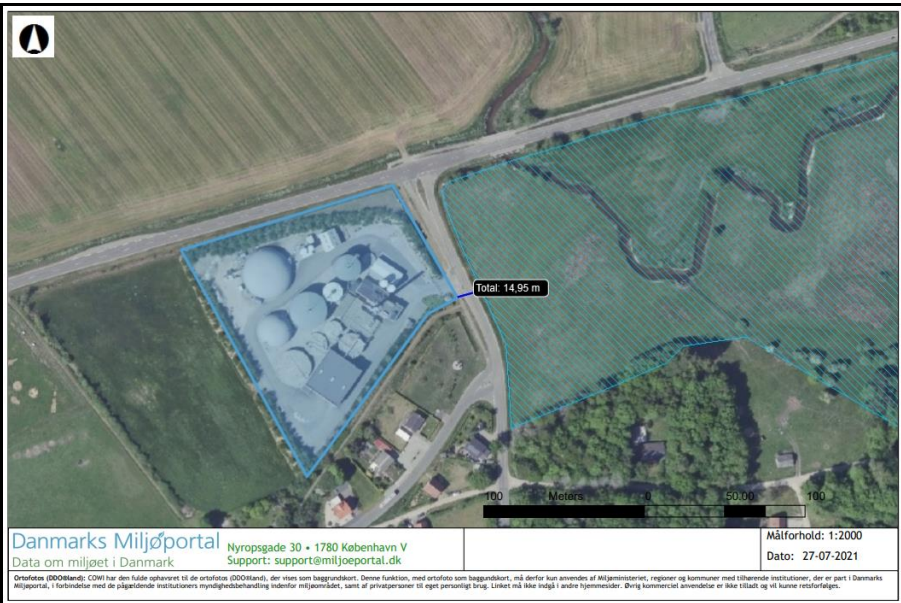 Total: 14,95 m
100 Meters 0 50.00 100
Danmarks Miljøportal
Data om miljøet i Danmark
Nyropsgade 30 • 1780 København V
Support: support@miljoeportal.dk
Målforhold: 1:2000
Dato: 27-07-2021
Ortofotos (DDO®land): COWI har den fulde ophavsret til de ortofotos (DDO®land), der vises som baggrundskort. Denne funktion, med ortofoto som baggrundskort, må derfor kun anvendes af Miljøministeriet, regioner og kommuner med tilhørende institutioner, der er part i Danmarks
Miljøportal, i forbindelse med de pågældende institutioners myndighedsbehandling indenfor miljøområdet, samt af privatpersoner til eget personligt brug. Linket må ikke indgå i andre hjemmesider. Øvrig kommerciel anvendelse er ikke tilladt og vil kunne retsforfølges.